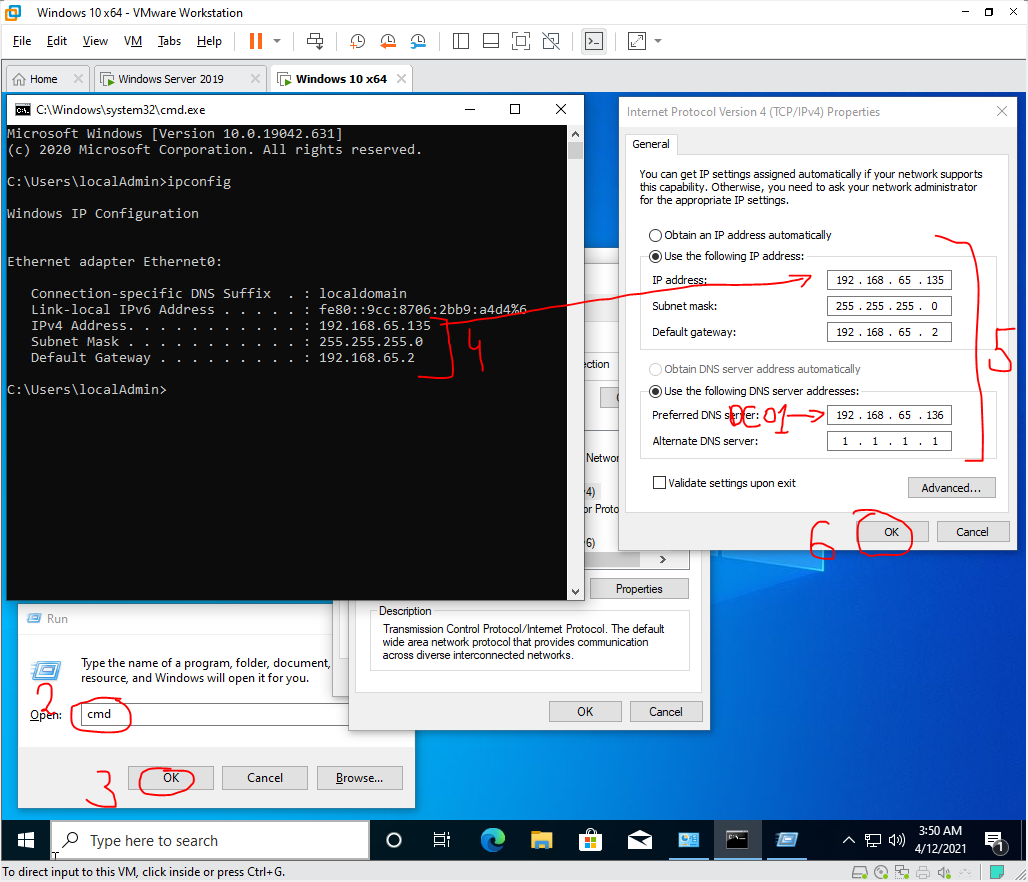 Windows 10 x64 - VMware Workstation
File Edit View VM Tabs Help
Home Windows Server 2019 Windows 10 x64
C:\Windows\system32\cmd.exe
Microsoft Windows [Version 10.0.19042.631]
(c) 2020 Microsoft Corporation. All rights reserved.
C:\Users\localAdmin>ipconfig
Windows IP Configuration
Ethernet adapter Ethernet0:
Connection-specific DNS Suffix . : localdomain
Link-local IPv6 Address . . . . . : fe80::9cc:8706:2bb9:a4d4%6
IPv4 Address. . . . . . . . . . . : 192.168.65.135
Subnet Mask . . . . . . . . . . . : 255.255.255.0
Default Gateway . . . . . . . . . : 192.168.65.2
4
C:\Users\localAdmin>
Internet Protocol Version 4 (TCP/IPv4) Properties
General
You can get IP settings assigned automatically if your network supports
this capability. Otherwise, you need to ask your network administrator
for the appropriate IP settings.
Obtain an IP address automatically
Use the following IP address:
IP address: 192 . 168 . 65 . 135
Subnet mask: 255 . 255 . 255 . 0
Default gateway: 192 . 168 . 65 . 2
5
Obtain DNS server address automatically
Use the following DNS server addresses:
Preferred DNS server: 192 . 168 . 65 . 136
DC01
Alternate DNS server: 1 . 1 . 1 . 1
Validate settings upon exit
Advanced...
6
OK Cancel
ction
Networ
4)
or Proto
6)
Properties
Description
Transmission Control Protocol/Internet Protocol. The default
wide area network protocol that provides communication
across diverse interconnected networks.
OK Cancel
Run
Type the name of a program, folder, document,
resource, and Windows will open it for you.
2
Open: cmd
3
OK Cancel Browse...
Type here to search
3:50 AM
4/12/2021
1
To direct input to this VM, click inside or press Ctrl+G.